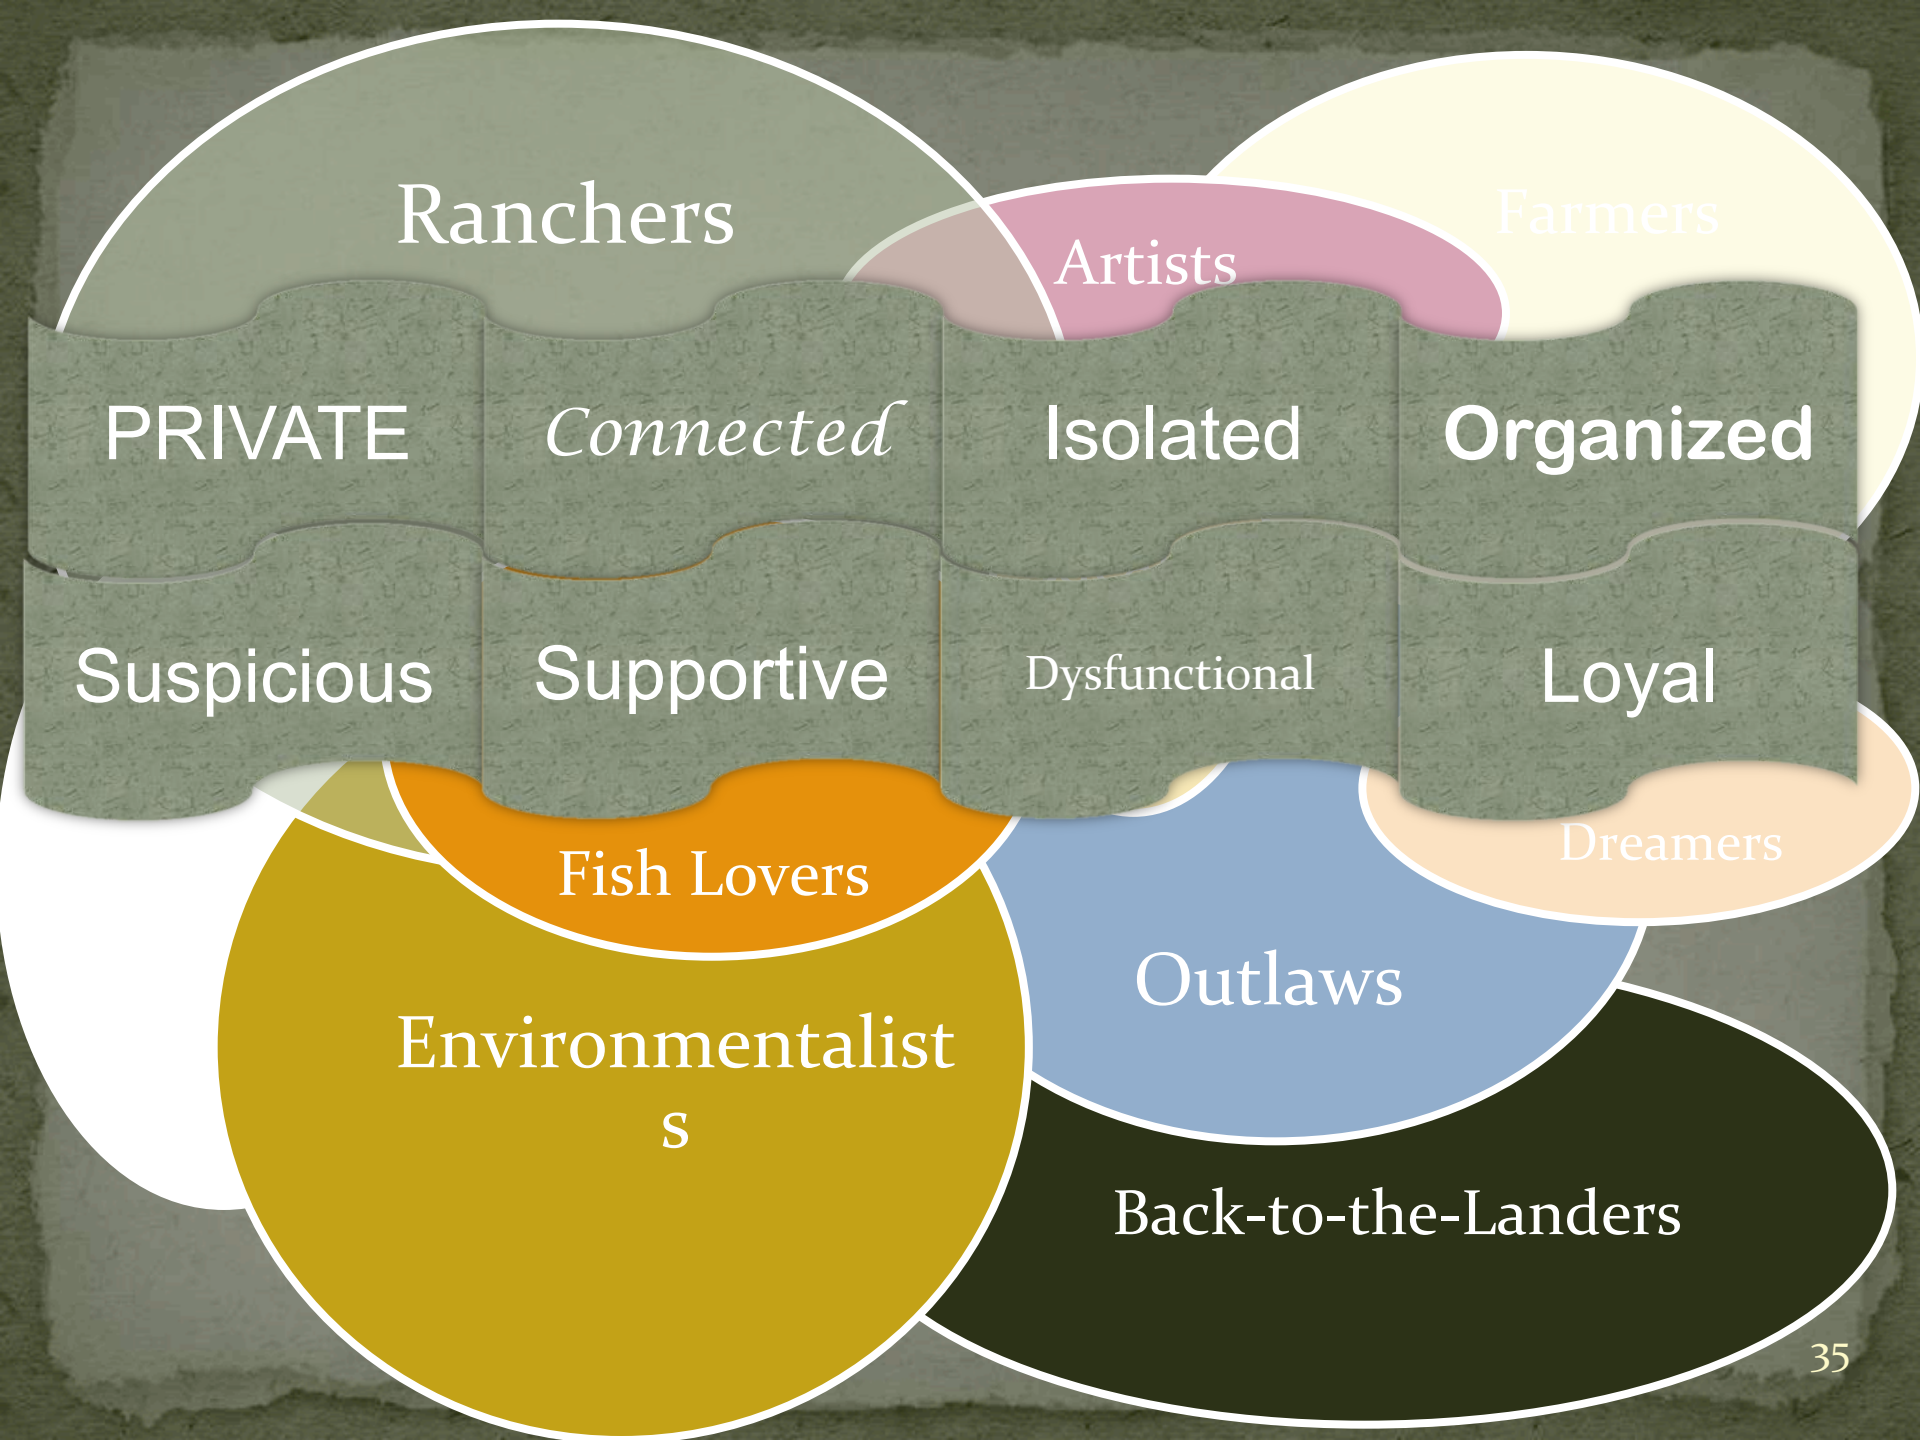 Ranchers
Farmers
Artists
PRIVATE
Connected
Isolated
Organized
Suspicious
Supportive
Dysfunctional
Loyal
Dreamers
Fish Lovers
Outlaws
Environmentalist
s
Back-to-the-Landers
35